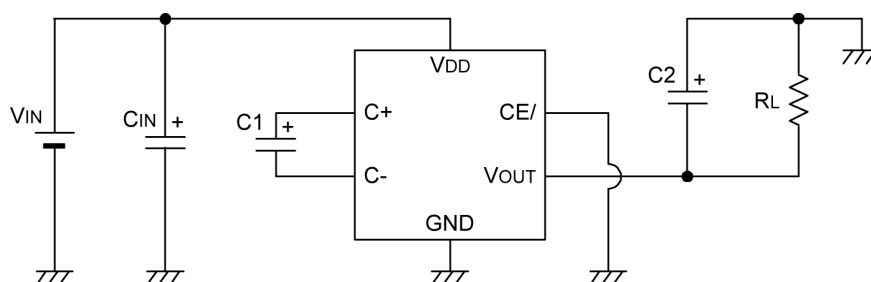 VDD
C2
+
VIN
CIN
+
C1
+
C+
CE/
RL
C-
VOUT
GND